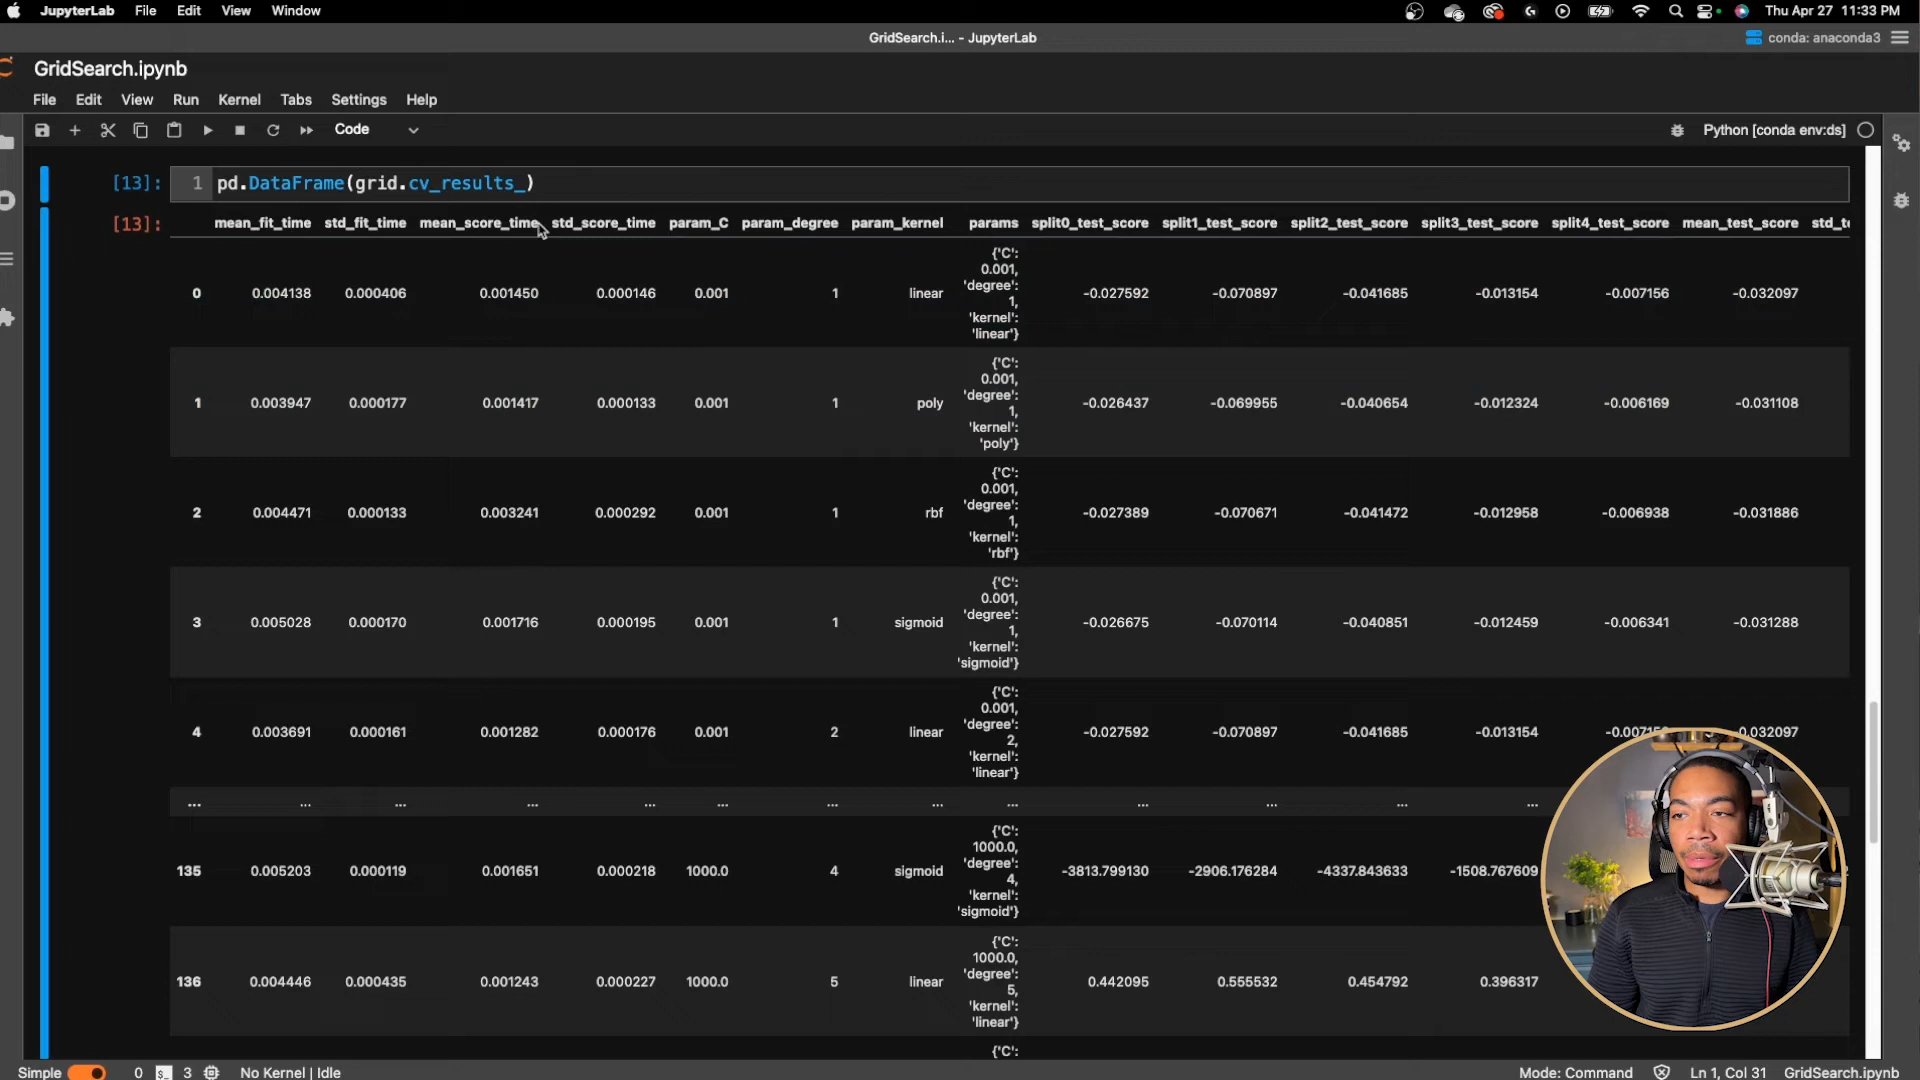 JupyterLab File Edit View Window Thu Apr 27 11:33 PM
GridSearch.i... - JupyterLab conda: anaconda3
GridSearch.ipynb
File Edit View Run Kernel Tabs Settings Help
Code Python [conda env:ds]
[13]: 1 pd.DataFrame(grid.cv_results_)
[13]: mean_fit_time std_fit_time mean_score_time std_score_time param_C param_degree param_kernel params split0_test_score split1_test_score split2_test_score split3_test_score split4_test_score mean_test_score
{'C':
0.001,
'degree':
0 0.004138 0.000406 0.001450 0.000146 0.001 1 linear 1, -0.027592 -0.070897 -0.041685 -0.013154 -0.007156 -0.032097
'kernel':
'linear'}
{'C':
0.001,
'degree':
1 0.003947 0.000177 0.001417 0.000133 0.001 1 poly 1, -0.026437 -0.069955 -0.040654 -0.012324 -0.006169 -0.031108
'kernel':
'poly'}
{'C':
0.001,
'degree':
2 0.004471 0.000133 0.003241 0.000292 0.001 1 rbf 1, -0.027389 -0.070671 -0.041472 -0.012958 -0.006938 -0.031886
'kernel':
'rbf'}
{'C':
0.001,
'degree':
3 0.005028 0.000170 0.001716 0.000195 0.001 1 sigmoid 1, -0.026675 -0.070114 -0.040851 -0.012459 -0.006341 -0.031288
'kernel':
'sigmoid'}
{'C':
0.001,
'degree':
4 0.003691 0.000161 0.001282 0.000176 0.001 2 linear 2, -0.027592 -0.070897 -0.041685 -0.013154
'kernel':
'linear'}
... ... ... ... ... ... ... ... ... ... ... ... ...
{'C':
1000.0,
'degree':
135 0.005203 0.000119 0.001651 0.000218 1000.0 4 sigmoid 4, -3813.799130 -2906.176284 -4337.843633 -1508.767609
'kernel':
'sigmoid'}
{'C':
1000.0,
'degree':
136 0.004446 0.000435 0.001243 0.000227 1000.0 5 linear 5, 0.442095 0.555532 0.454792 0.396317
'kernel':
'linear'}
{'C':
Simple 0 3 No Kernel | Idle Mode: Command Ln 1, Col 31 GridSearch.ipynb